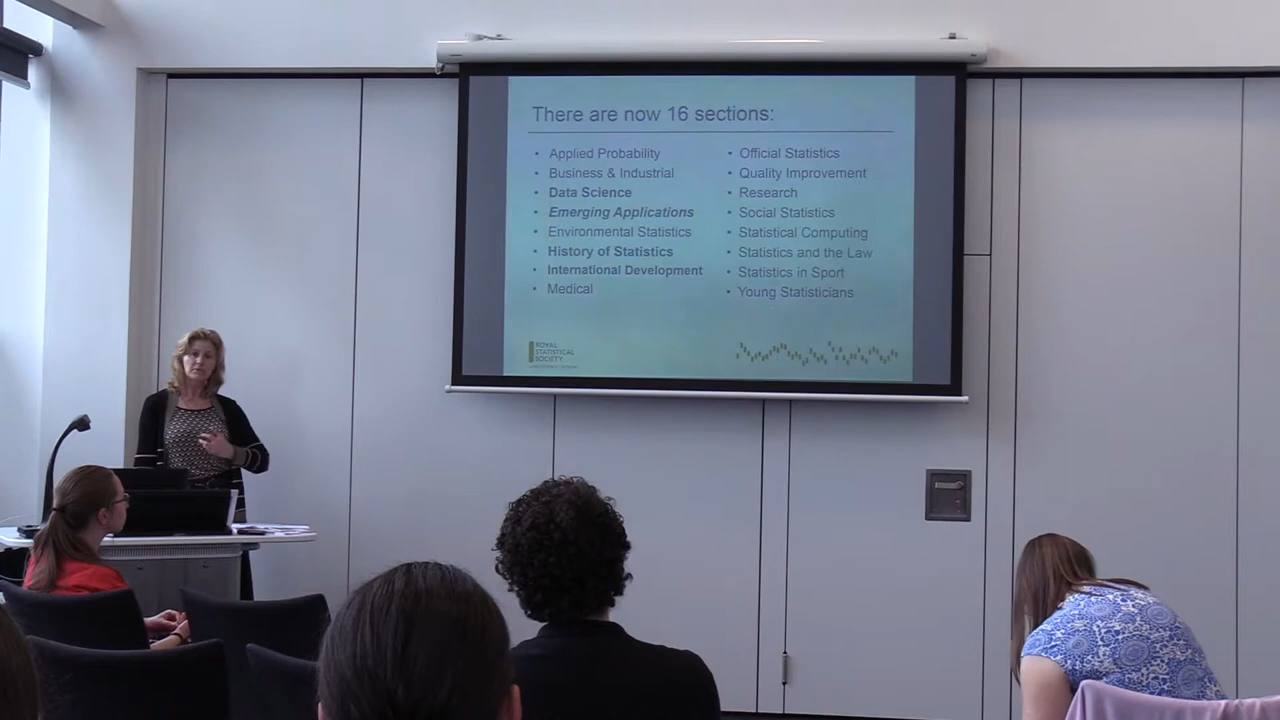 There are now 16 sections:
• Applied Probability
• Business & Industrial
• Data Science
• Emerging Applications
• Environmental Statistics
• History of Statistics
• International Development
• Medical
• Official Statistics
• Quality Improvement
• Research
• Social Statistics
• Statistical Computing
• Statistics and the Law
• Statistics in Sport
• Young Statisticians
ROYAL
STATISTICAL
SOCIETY